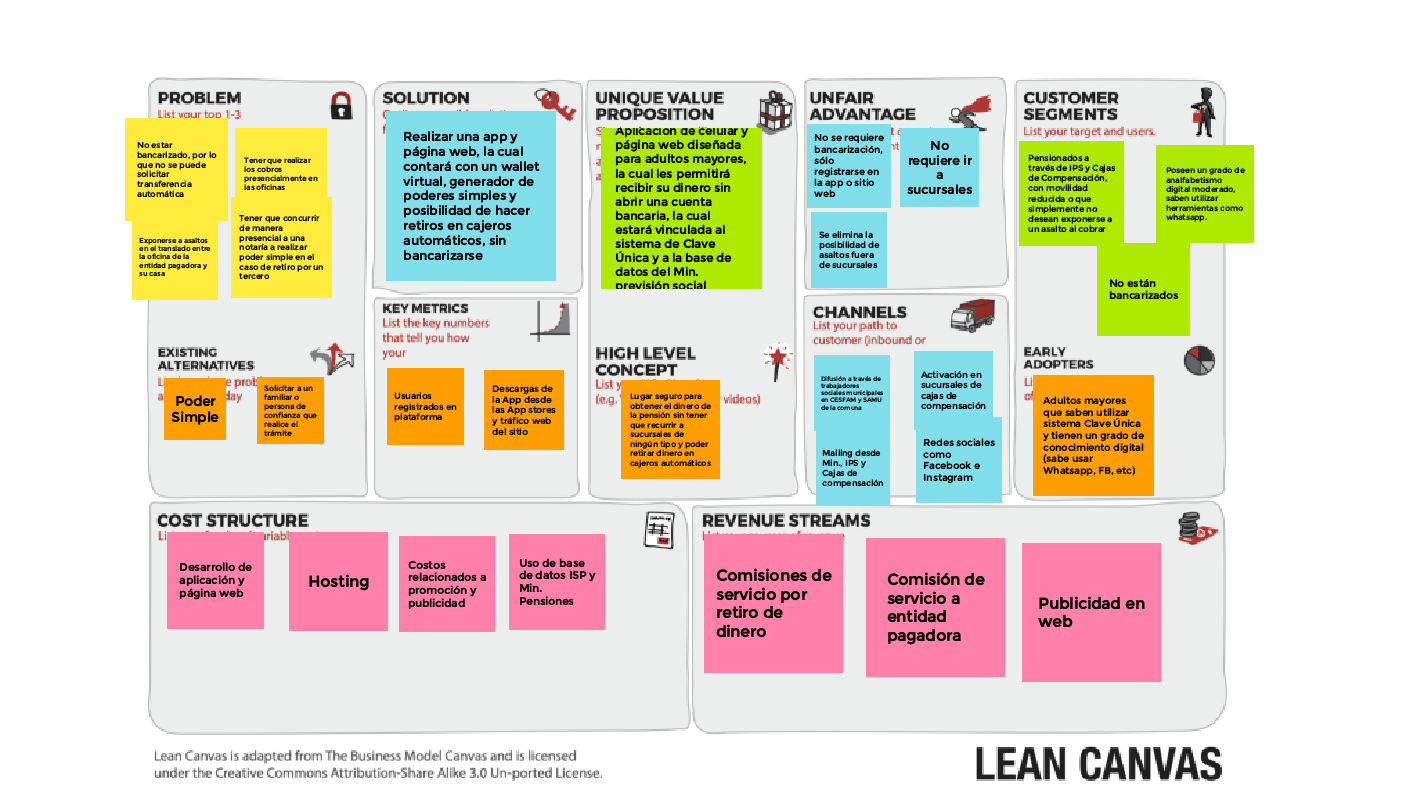 PROBLEM
List your top 1-3
No estar
bancarizado, por lo
que no se puede
solicitar
transferencia
automática
Tener que realizar
los cobros
presencialmente en
las oficinas
Exponerse a asaltos
en el translado entre
la oficina de la
entidad pagadora y
su casa
Tener que concurrir
de manera
presencial a una
notaría a realizar
poder simple en el
caso de retiro por un
tercero
EXISTING
ALTERNATIVES
Poder
Simple
Solicitar a un
familiar o
persona de
confianza que
realice el
trámite
SOLUTION
Realizar una app y
página web, la cual
contará con un wallet
virtual, generador de
poderes simples y
posibilidad de hacer
retiros en cajeros
automáticos, sin
bancarizarse
KEY METRICS
List the key numbers
that tell you how
your
Usuarios
registrados en
plataforma
Descargas de
la App desde
las App stores
y tráfico web
del sitio
UNIQUE VALUE
PROPOSITION
Aplicación de celular y
página web diseñada
para adultos mayores,
la cual les permitirá
recibir su dinero sin
abrir una cuenta
bancaria, la cual
estará vinculada al
sistema de Clave
Única y a la base de
datos del Min.
previsión social
HIGH LEVEL
CONCEPT
List
(e.g. videos)
Lugar seguro para
obtener el dinero de
la pensión sin tener
que recurrir a
sucursales de
ningún tipo y poder
retirar dinero en
cajeros automáticos
UNFAIR
ADVANTAGE
No se requiere
bancarización,
sólo
registrarse en
la app o sitio
web
No
requiere ir
a
sucursales
Se elimina la
posibilidad de
asaltos fuera
de sucursales
CHANNELS
List your path to
customer (inbound or
Difusión a través de
trabajadores
sociales municipales
en CESFAM y SAMU
de la comuna
Activación en
sucursales de
cajas de
compensación
Mailing desde
Min., IPS y
Cajas de
compensación
Redes sociales
como
Facebook e
Instagram
CUSTOMER
SEGMENTS
List your target and users.
Pensionados a
través de IPS y Cajas
de Compensación,
con movilidad
reducida o que
simplemente no
desean exponerse a
un asalto al cobrar
Poseen un grado de
analfabetismo
digital moderado,
saben utilizar
herramientas como
whatsapp.
No están
bancarizados
EARLY
ADOPTERS
Adultos mayores
que saben utilizar
sistema Clave Única
y tienen un grado de
conocimiento digital
(sabe usar
Whatsapp, FB, etc)
COST STRUCTURE
Desarrollo de
aplicación y
página web
Hosting
Costos
relacionados a
promoción y
publicidad
Uso de base
de datos ISP y
Min.
Pensiones
REVENUE STREAMS
Comisiones de
servicio por
retiro de
dinero
Comisión de
servicio a
entidad
pagadora
Publicidad en
web
Lean Canvas is adapted from The Business Model Canvas and is licensed
under the Creative Commons Attribution-Share Alike 3.0 Un-ported License.
LEAN CANVAS